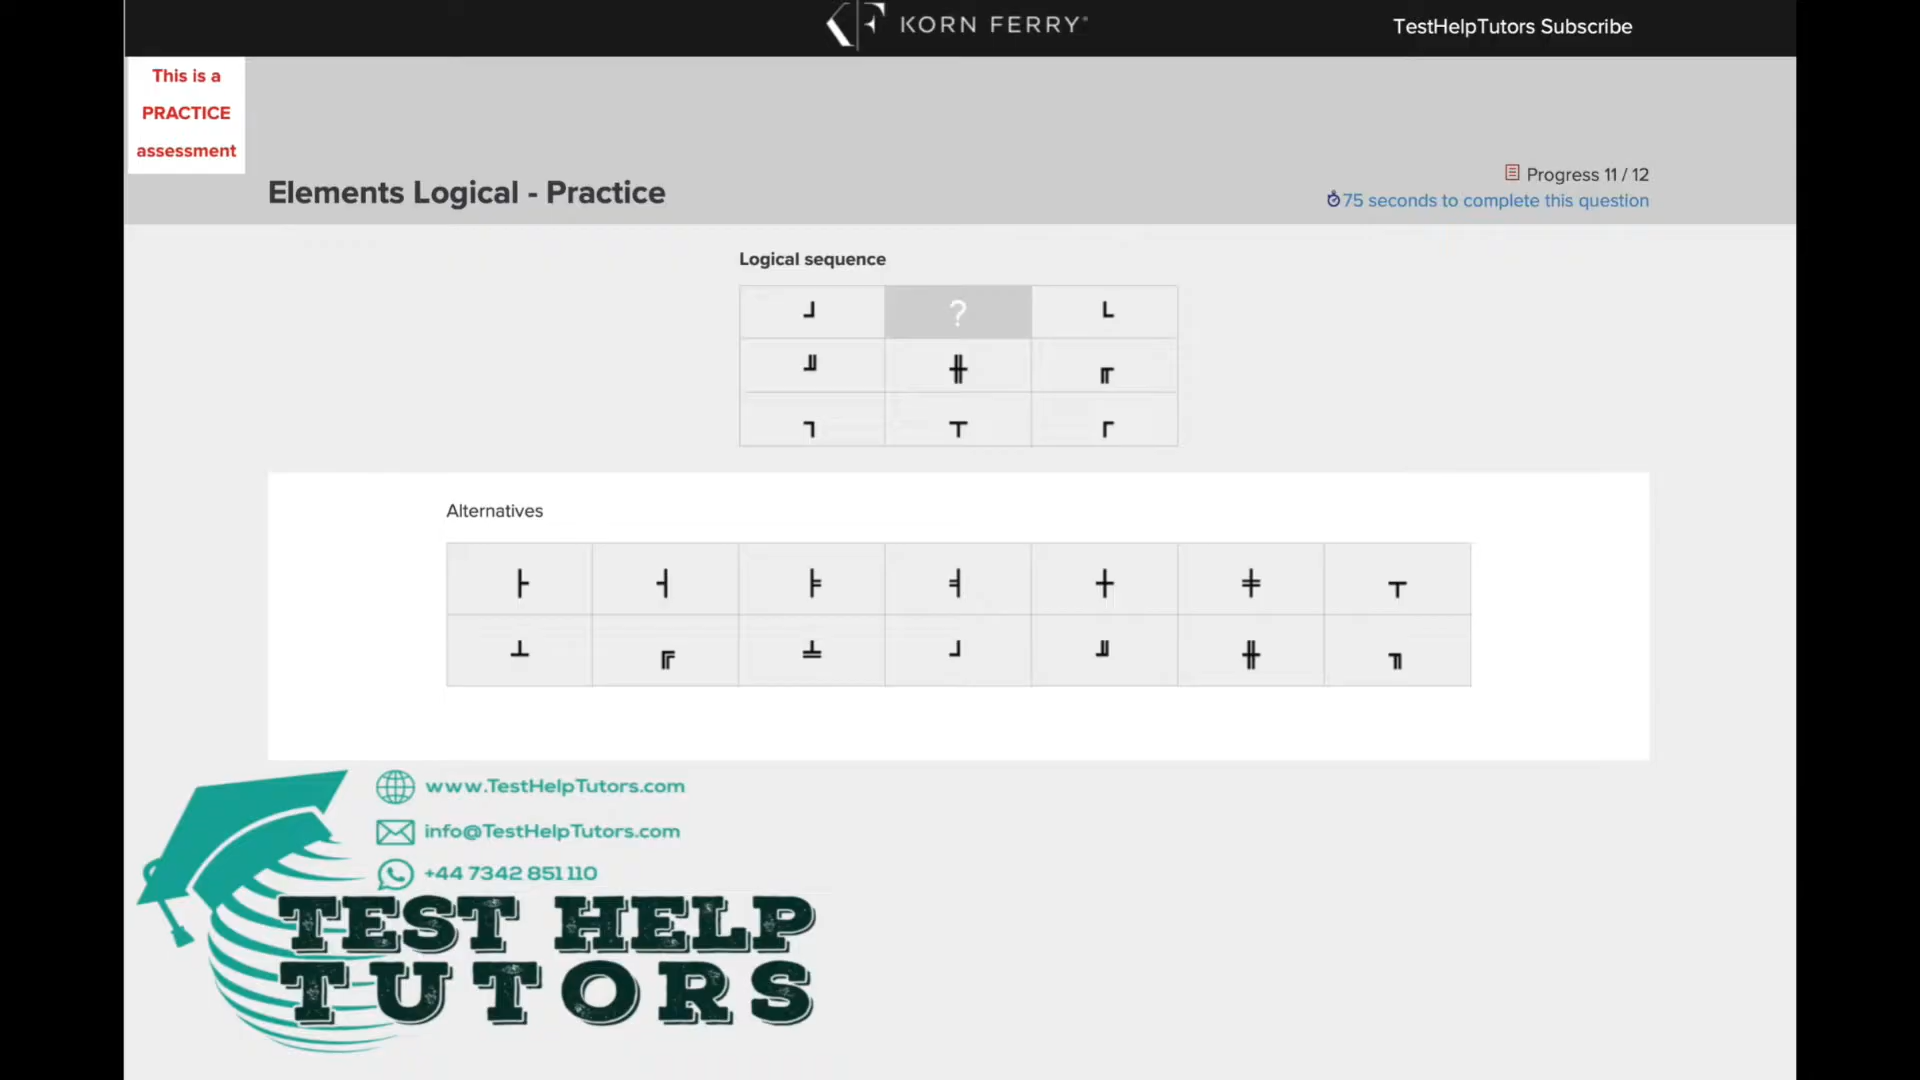 KORN FERRY
TestHelpTutors Subscribe
This is a
PRACTICE
assessment
Elements Logical - Practice
Progress 11 / 12
75 seconds to complete this question
Logical sequence
┘ ? └
╜ ╫ ╓
┐ ┬ ┌
Alternatives
├ ┤ ╞ ╡ ┼ ╪ ┬
┴ ╔ ╧ ┘ ╜ ╫ ╖
www.TestHelpTutors.com
info@TestHelpTutors.com
+44 7342 851 110
TEST HELP
TUTORS